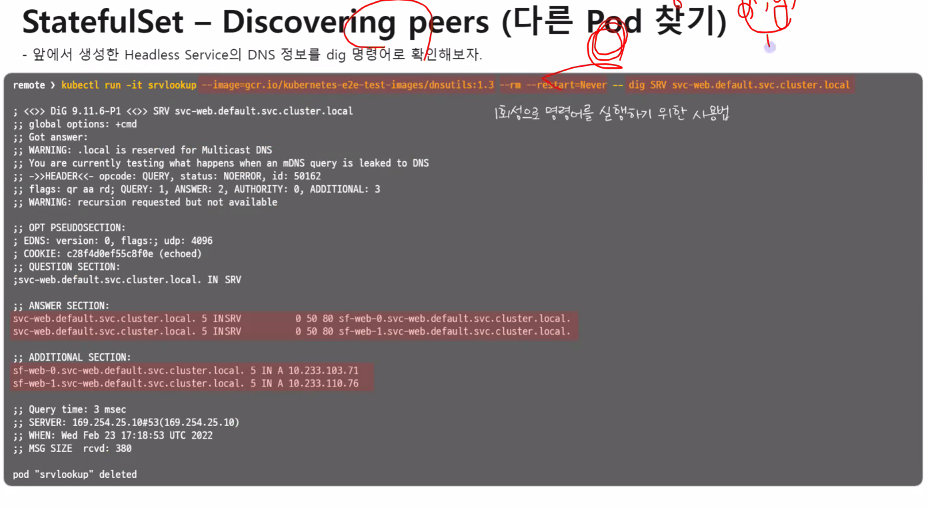 StatefulSet – Discovering peers (다른 Pod 찾기)
- 앞에서 생성한 Headless Service의 DNS 정보를 dig 명령어로 확인해보자.
remote ❯ kubectl run -it srvlookup --image=gcr.io/kubernetes-e2e-test-images/dnsutils:1.3 --rm --restart=Never -- dig SRV svc-web.default.svc.cluster.local
1회성으로 명령어를 실행하기 위한 사용법
; <<>> DiG 9.11.6-P1 <<>> SRV svc-web.default.svc.cluster.local
;; global options: +cmd
;; Got answer:
;; WARNING: .local is reserved for Multicast DNS
;; You are currently testing what happens when an mDNS query is leaked to DNS
;; ->>HEADER<<- opcode: QUERY, status: NOERROR, id: 50162
;; flags: qr aa rd; QUERY: 1, ANSWER: 2, AUTHORITY: 0, ADDITIONAL: 3
;; WARNING: recursion requested but not available
;; OPT PSEUDOSECTION:
; EDNS: version: 0, flags:; udp: 4096
; COOKIE: c28f4d0ef55c8f0e (echoed)
;; QUESTION SECTION:
;svc-web.default.svc.cluster.local. IN SRV
;; ANSWER SECTION:
svc-web.default.svc.cluster.local. 5 INSRV 0 50 80 sf-web-0.svc-web.default.svc.cluster.local.
svc-web.default.svc.cluster.local. 5 INSRV 0 50 80 sf-web-1.svc-web.default.svc.cluster.local.
;; ADDITIONAL SECTION:
sf-web-0.svc-web.default.svc.cluster.local. 5 IN A 10.233.103.71
sf-web-1.svc-web.default.svc.cluster.local. 5 IN A 10.233.110.76
;; Query time: 3 msec
;; SERVER: 169.254.25.10#53(169.254.25.10)
;; WHEN: Wed Feb 23 17:18:53 UTC 2022
;; MSG SIZE rcvd: 380
pod "srvlookup" deleted